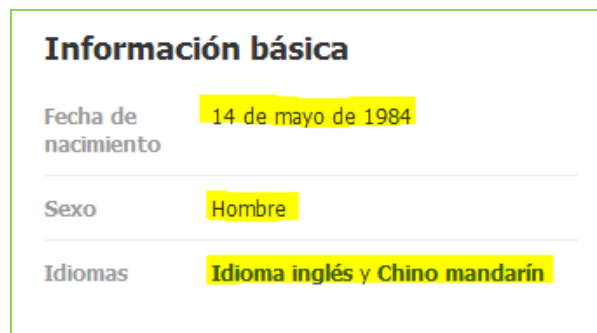 Información básica
Fecha de 14 de mayo de 1984
nacimiento
Sexo Hombre
Idiomas Idioma inglés y Chino mandarín